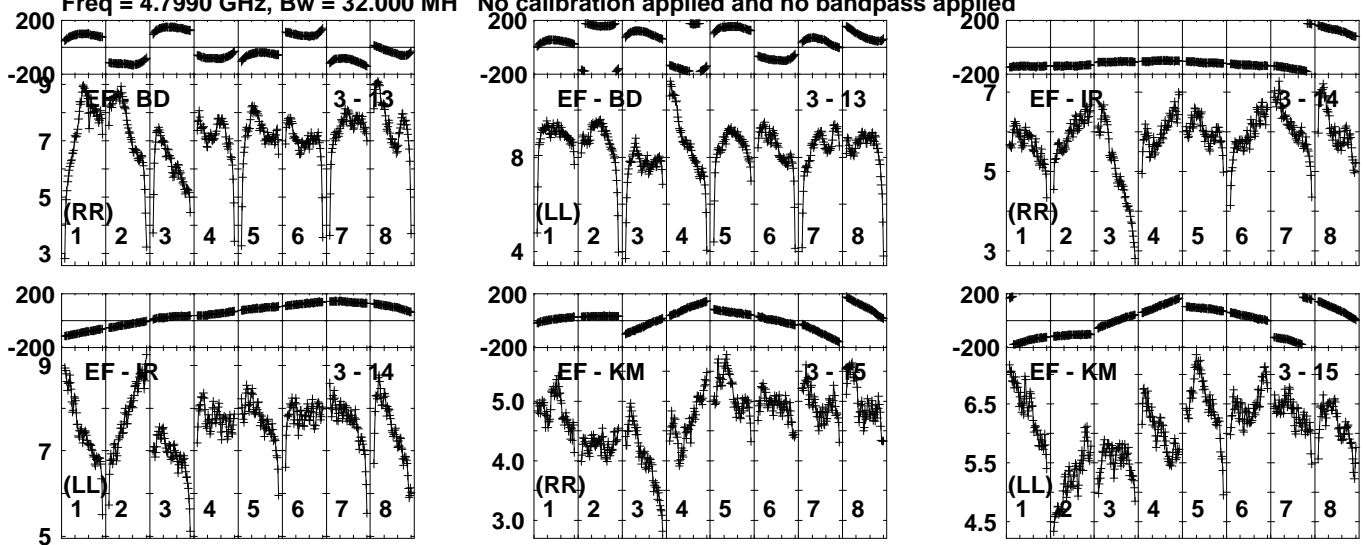 Freq = 4.7990 GHz, Bw = 32.000 MH No calibration applied and no bandpass applied
200
-200
9
7
5
3
EF - BD 3 - 13
(RR)
1 2 3 4 5 6 7 8
200
-200
8
4
EF - BD 3 - 13
(LL)
1 2 3 4 5 6 7 8
200
-200
7
5
3
EF - IR 3 - 14
(RR)
1 2 3 4 5 6 7 8
200
-200
9
7
5
EF - IR 3 - 14
(LL)
1 2 3 4 5 6 7 8
200
-200
5.0
4.0
3.0
EF - KM 3 - 15
(RR)
1 2 3 4 5 6 7 8
200
-200
6.5
5.5
4.5
EF - KM 3 - 15
(LL)
1 2 3 4 5 6 7 8